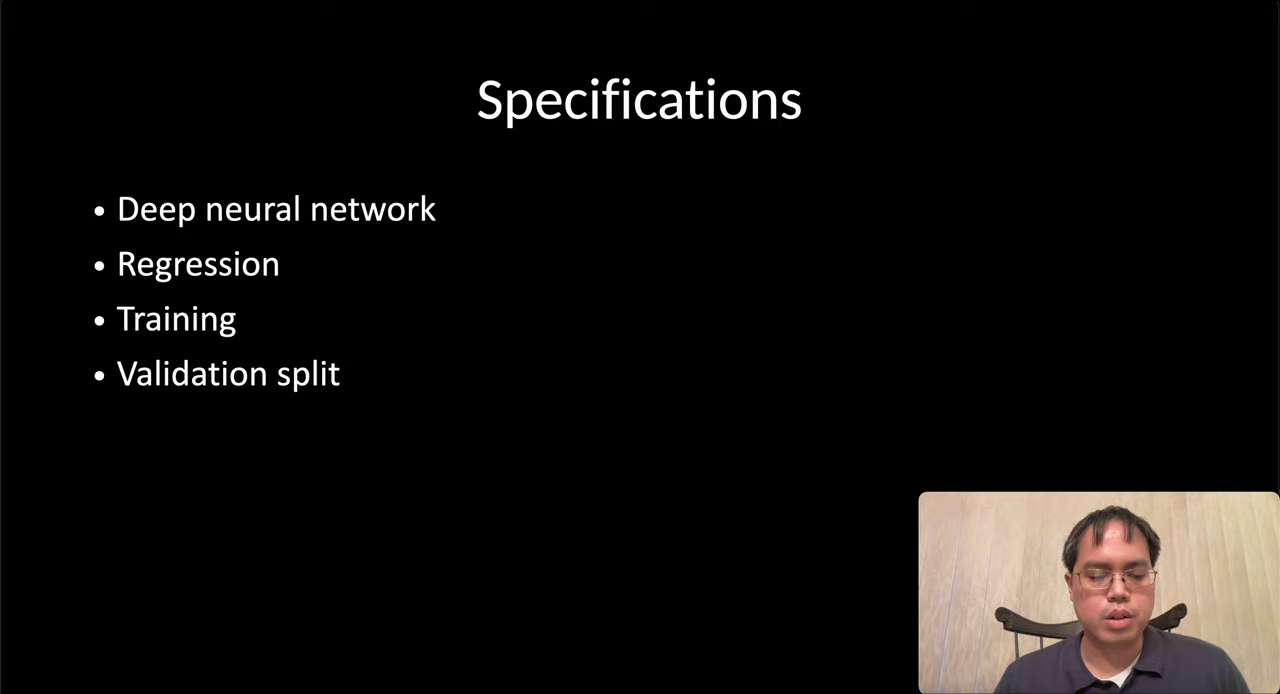 Specifications
• Deep neural network
• Regression
• Training
• Validation split